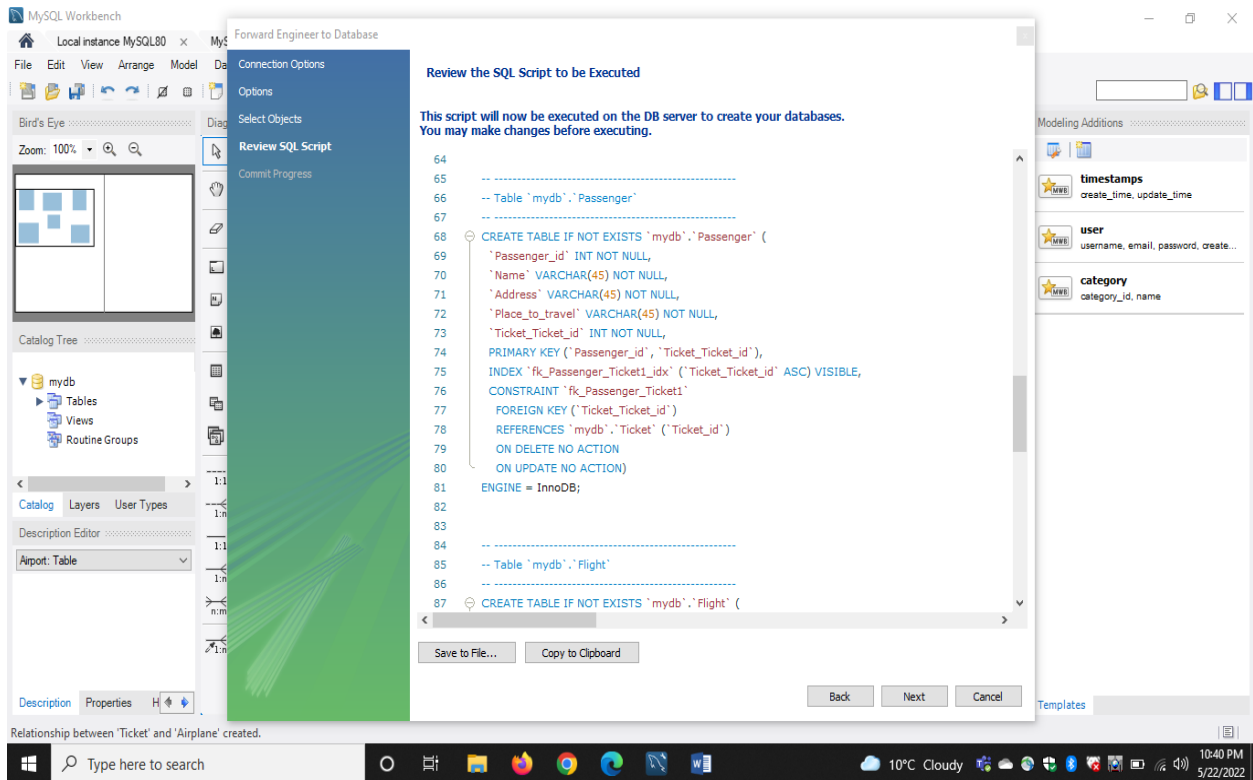 MySQL Workbench
Local instance MySQL80 × MyS
File Edit View Arrange Model Da
Bird's Eye
Zoom: 100%
Catalog Tree
mydb
Tables
Views
Routine Groups
Catalog Layers User Types
Description Editor
Airport: Table
Description Properties H
Diag
1:1
1:n
1:1
1:n
n:m
1:n
Forward Engineer to Database
Connection Options
Options
Select Objects
Review SQL Script
Commit Progress
Review the SQL Script to be Executed
This script will now be executed on the DB server to create your databases.
You may make changes before executing.
64
65 -- -----------------------------------------------------
66 -- Table `mydb`.`Passenger`
67 -- -----------------------------------------------------
68 CREATE TABLE IF NOT EXISTS `mydb`.`Passenger` (
69 `Passenger_id` INT NOT NULL,
70 `Name` VARCHAR(45) NOT NULL,
71 `Address` VARCHAR(45) NOT NULL,
72 `Place_to_travel` VARCHAR(45) NOT NULL,
73 `Ticket_Ticket_id` INT NOT NULL,
74 PRIMARY KEY (`Passenger_id`, `Ticket_Ticket_id`),
75 INDEX `fk_Passenger_Ticket1_idx` (`Ticket_Ticket_id` ASC) VISIBLE,
76 CONSTRAINT `fk_Passenger_Ticket1`
77 FOREIGN KEY (`Ticket_Ticket_id`)
78 REFERENCES `mydb`.`Ticket` (`Ticket_id`)
79 ON DELETE NO ACTION
80 ON UPDATE NO ACTION)
81 ENGINE = InnoDB;
82
83
84 -- -----------------------------------------------------
85 -- Table `mydb`.`Flight`
86 -- -----------------------------------------------------
87 CREATE TABLE IF NOT EXISTS `mydb`.`Flight` (
Save to File... Copy to Clipboard
Back Next Cancel
Modeling Additions
timestamps
create_time, update_time
user
username, email, password, create...
category
category_id, name
Templates
Relationship between 'Ticket' and 'Airplane' created.
Type here to search
10°C Cloudy
10:40 PM
5/22/2022